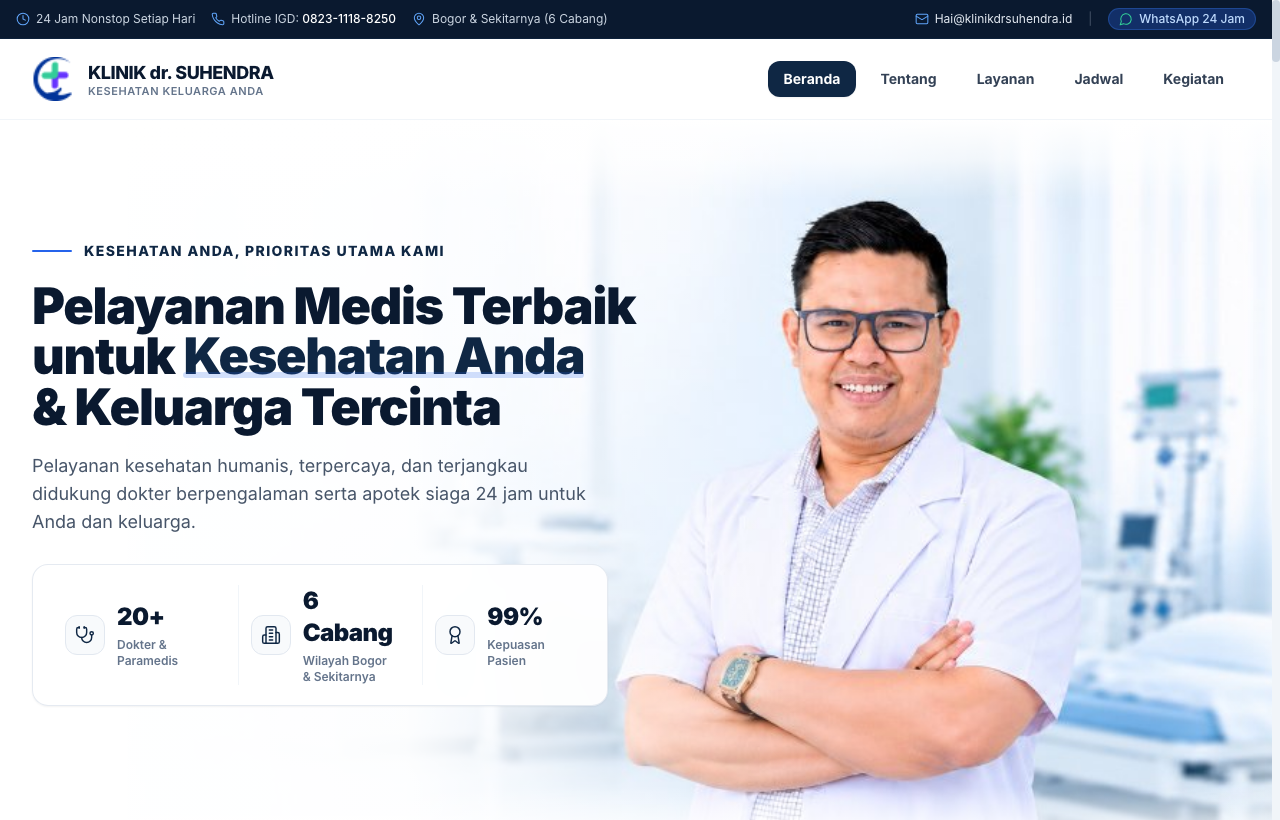 24 Jam Nonstop Setiap Hari
Hotline IGD: 0823-1118-8250
Bogor & Sekitarnya (6 Cabang)
Hai@klinikdrsuhendra.id
WhatsApp 24 Jam
KLINIK dr. SUHENDRA
KESEHATAN KELUARGA ANDA
Beranda
Tentang
Layanan
Jadwal
Kegiatan
KESEHATAN ANDA, PRIORITAS UTAMA KAMI
Pelayanan Medis Terbaik
untuk Kesehatan Anda
& Keluarga Tercinta
Pelayanan kesehatan humanis, terpercaya, dan terjangkau
didukung dokter berpengalaman serta apotek siaga 24 jam untuk
Anda dan keluarga.
20+
Dokter &
Paramedis
6
Cabang
Wilayah Bogor
& Sekitarnya
99%
Kepuasan
Pasien